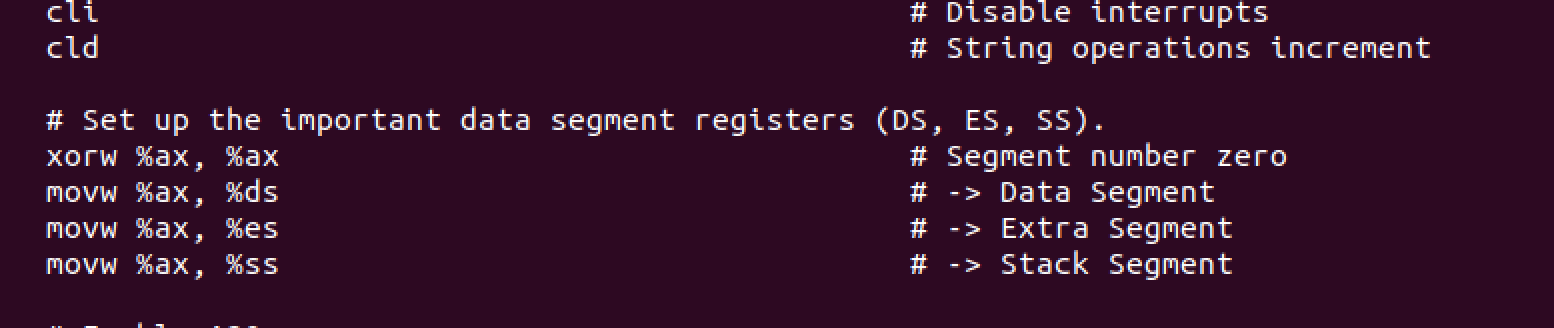 cli # Disable interrupts
cld # String operations increment
# Set up the important data segment registers (DS, ES, SS).
xorw %ax, %ax # Segment number zero
movw %ax, %ds # -> Data Segment
movw %ax, %es # -> Extra Segment
movw %ax, %ss # -> Stack Segment